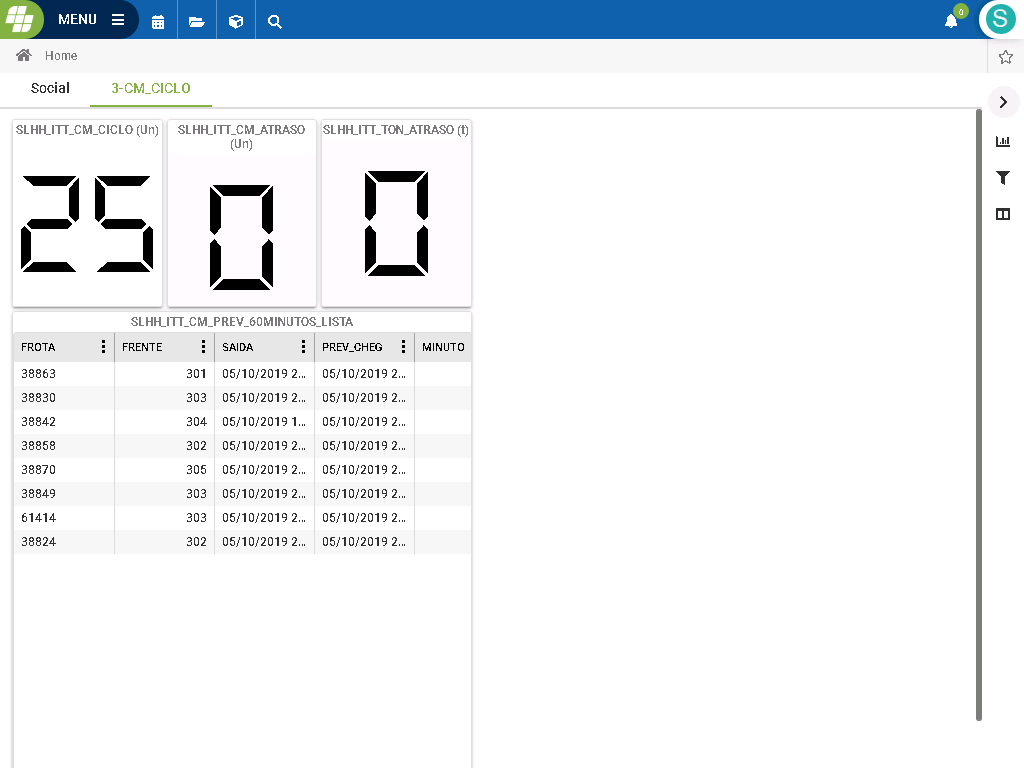 MENU
0
S
Home
Social
3-CM_CICLO
SLHH_ITT_CM_CICLO (Un)
25
SLHH_ITT_CM_ATRASO
(Un)
0
SLHH_ITT_TON_ATRASO (t)
0
SLHH_ITT_CM_PREV_60MINUTOS_LISTA
FROTA FRENTE SAIDA PREV_CHEG MINUTO
38863 301 05/10/2019 2... 05/10/2019 2...
38830 303 05/10/2019 2... 05/10/2019 2...
38842 304 05/10/2019 1... 05/10/2019 2...
38858 302 05/10/2019 2... 05/10/2019 2...
38870 305 05/10/2019 2... 05/10/2019 2...
38849 303 05/10/2019 2... 05/10/2019 2...
61414 303 05/10/2019 2... 05/10/2019 2...
38824 302 05/10/2019 2... 05/10/2019 2...